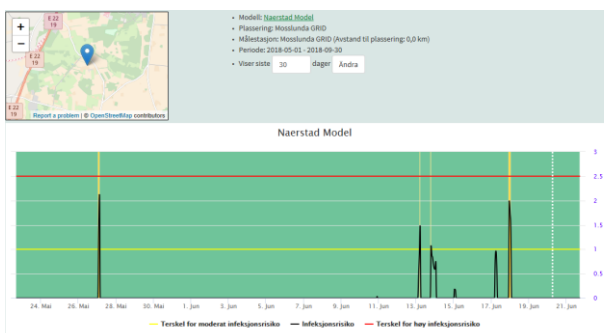 +
−
E 22
19
E 22
19
E 22
19
Report a problem | © OpenStreetMap contributors
• Modell: Naerstad Model
• Plassering: Mosslunda GRID
• Målestasjon: Mosslunda GRID (Avstand til plassering: 0,0 km)
• Periode: 2018-05-01 - 2018-09-30
• Viser siste 30 dager Ändra
Naerstad Model
3
2.5
2
1.5
1
0.5
0
24. Mai 26. Mai 28. Mai 30. Mai 1. Jun 3. Jun 5. Jun 7. Jun 9. Jun 11. Jun 13. Jun 15. Jun 17. Jun 19. Jun 21. Jun
Terskel for moderat infeksjonsrisiko Infeksjonsrisiko Terskel for høy infeksjonsrisiko